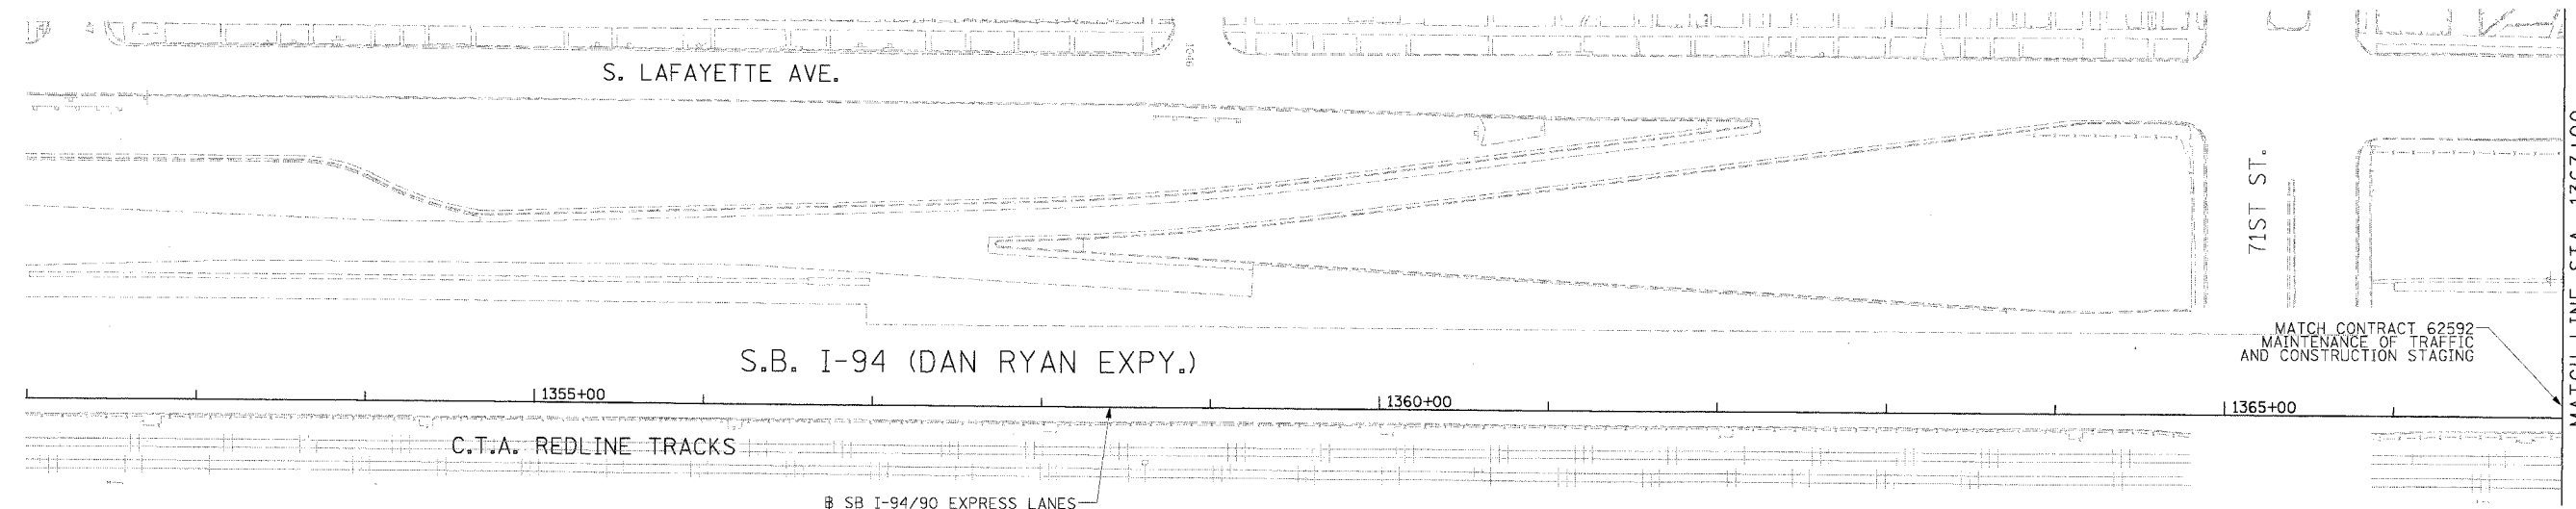 S. LAFAYETTE AVE.
71ST ST.
MATCH CONTRACT 62592
MAINTENANCE OF TRAFFIC
AND CONSTRUCTION STAGING
S.B. I-94 (DAN RYAN EXPY.)
1355+00
1360+00
1365+00
C.T.A. REDLINE TRACKS
SB I-94/90 EXPRESS LANES